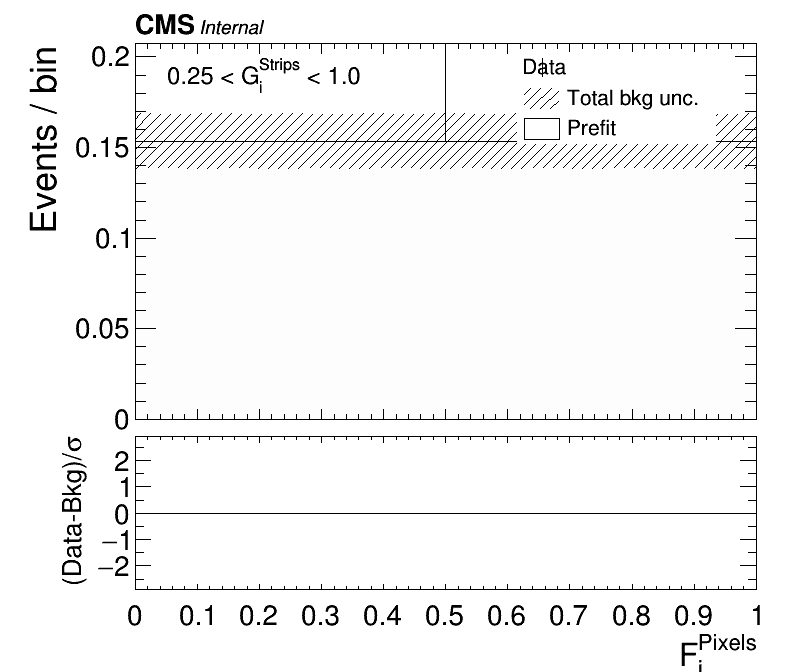 CMS Internal
0.25 < G_i^Strips < 1.0
Data
Total bkg unc.
Prefit
Events / bin
0.2
0.15
0.1
0.05
0
(Data-Bkg)/σ
2
1
0
−1
−2
0 0.1 0.2 0.3 0.4 0.5 0.6 0.7 0.8 0.9 1
F_i^Pixels